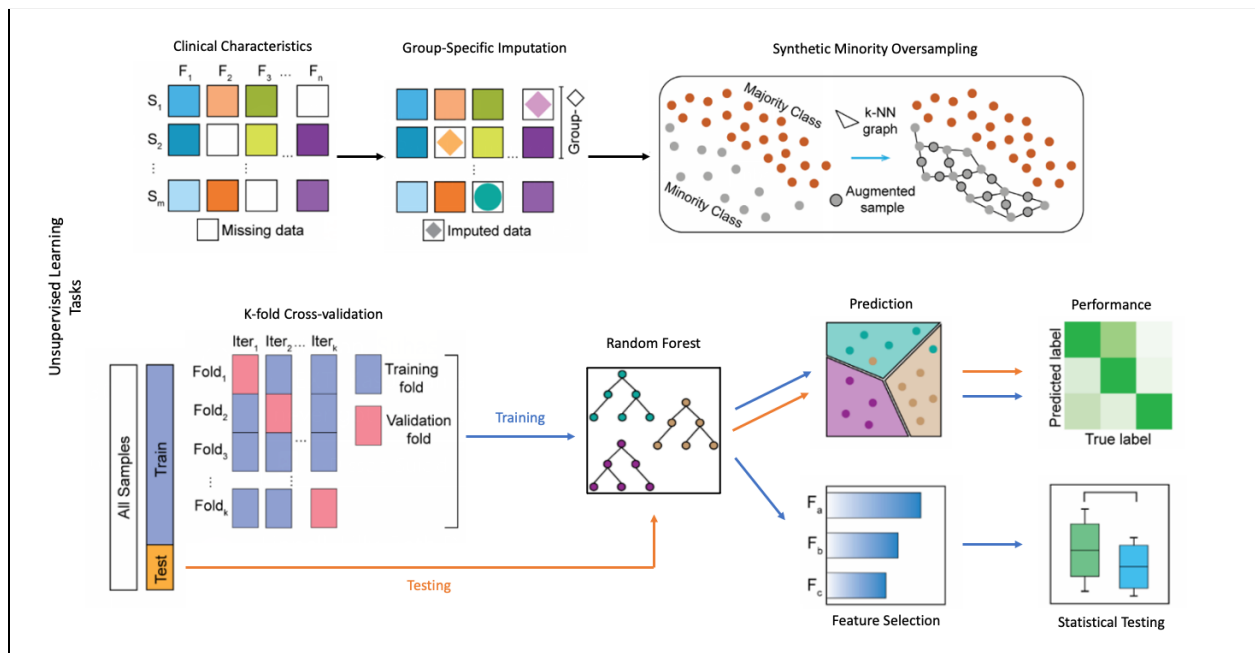 Clinical Characteristics
F1 F2 F3 ... Fn
S1
S2
...
⋮
⋮
Sm
Missing data
Group-Specific Imputation
Group-◇
...
⋮
Imputed data
Synthetic Minority Oversampling
Majority Class
Minority Class
k-NN
graph
Augmented
sample
Unsupervised Learning
Tasks
K-fold Cross-validation
Iter1 Iter2 ... Iterk
Fold1
Fold2
Fold3
...
⋮
⋮
Foldk
Training
fold
Validation
fold
All Samples
Train
Test
Training
Testing
Random Forest
Prediction
Performance
Predicted label
True label
Fa
Fb
Fc
Feature Selection
Statistical Testing